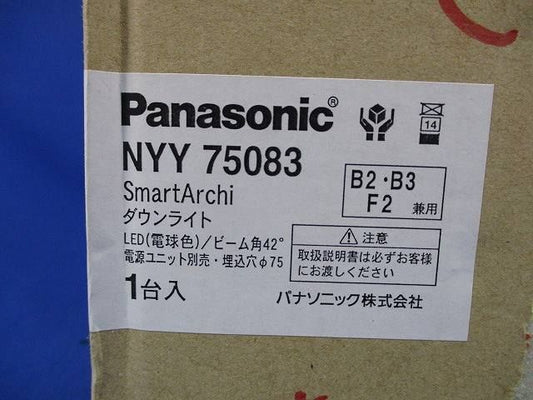 Panasonic®
14
NYY 75083
SmartArchi
ダウンライト
B2・B3
F2 兼用
LED(電球色)/ビーム角42°
電源ユニット別売・埋込穴φ75
1台入
注意
取扱説明書は必ずお客様
にお渡しください
パナソニック株式会社